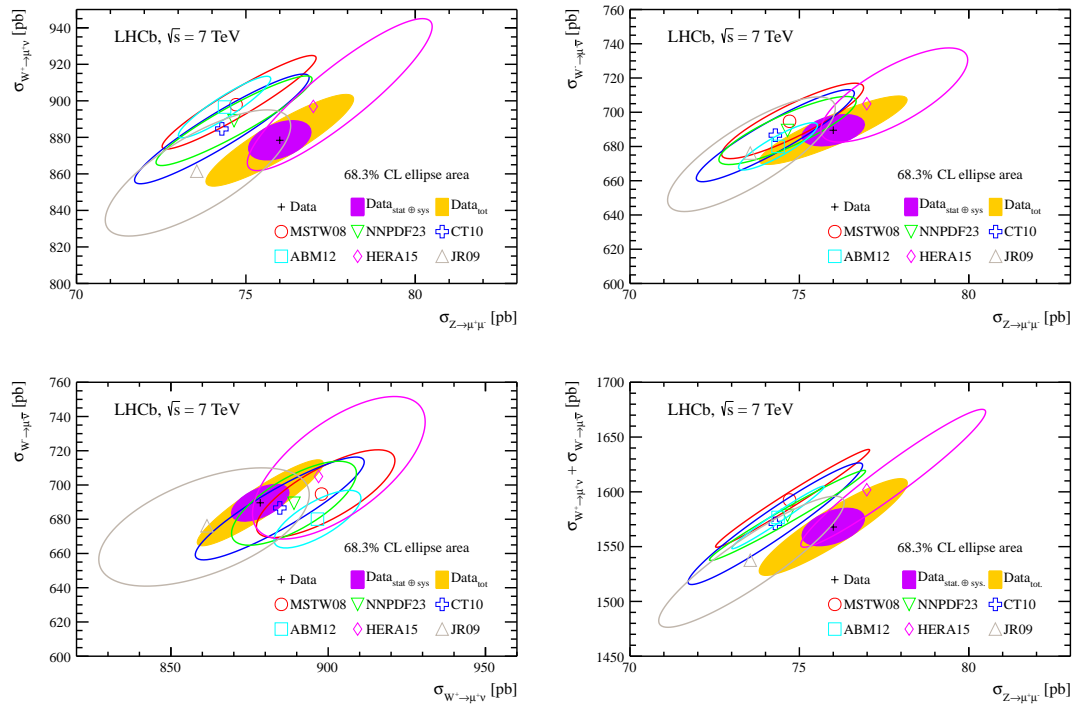 LHCb, √s = 7 TeV
σ_{W⁺→μ⁺ν} [pb]
940
920
900
880
860
840
820
800
70
75
80
σ_{Z→μ⁺μ⁻} [pb]
68.3% CL ellipse area
Data
Data_{stat ⊕ sys}
Data_{tot}
MSTW08
NNPDF23
CT10
ABM12
HERA15
JR09
LHCb, √s = 7 TeV
σ_{W⁻→μ⁻ν̄} [pb]
760
740
720
700
680
660
640
620
600
70
75
80
σ_{Z→μ⁺μ⁻} [pb]
68.3% CL ellipse area
Data
Data_{stat ⊕ sys}
Data_{tot}
MSTW08
NNPDF23
CT10
ABM12
HERA15
JR09
LHCb, √s = 7 TeV
σ_{W⁻→μ⁻ν̄} [pb]
760
740
720
700
680
660
640
620
600
850
900
950
σ_{W⁺→μ⁺ν} [pb]
68.3% CL ellipse area
Data
Data_{stat ⊕ sys}
Data_{tot}
MSTW08
NNPDF23
CT10
ABM12
HERA15
JR09
LHCb, √s = 7 TeV
σ_{W⁺→μ⁺ν} + σ_{W⁻→μ⁻ν̄} [pb]
1700
1650
1600
1550
1500
1450
70
75
80
σ_{Z→μ⁺μ⁻} [pb]
68.3% CL ellipse area
Data
Data_{stat. ⊕ sys.}
Data_{tot.}
MSTW08
NNPDF23
CT10
ABM12
HERA15
JR09